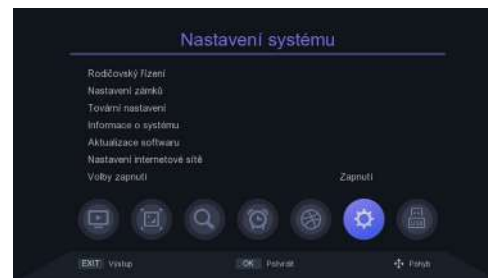 Nastavení systému
Rodičovský řízení
Nastavení zámků
Tovární nastavení
Informace o systému
Aktualizace softwaru
Nastavení internetové sítě
Volby zapnutí Zapnutí
USB
EXIT Výstup OK Potvrdit Pohyb